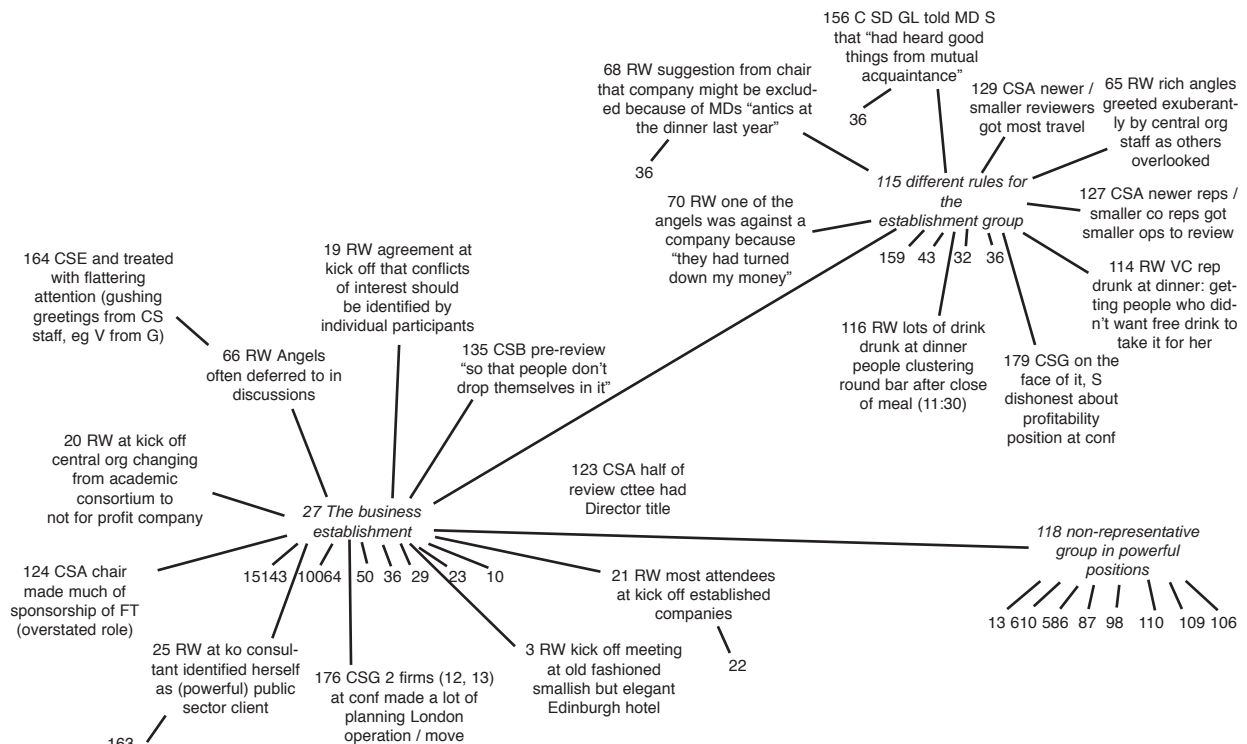 156 C SD GL told MD S
that “had heard good
things from mutual
acquaintance”
36
68 RW suggestion from chair
that company might be exclud-
ed because of MDs “antics at
the dinner last year”
36
129 CSA newer /
smaller reviewers
got most travel
65 RW rich angles
greeted exuberant-
ly by central org
staff as others
overlooked
115 different rules for
the
establishment group
70 RW one of the
angels was against a
company because
“they had turned
down my money”
127 CSA newer reps /
smaller co reps got
smaller ops to review
159 43 32 36
114 RW VC rep
drunk at dinner: get-
ting people who did-
n’t want free drink to
take it for her
116 RW lots of drink
drunk at dinner
people clustering
round bar after close
of meal (11:30)
179 CSG on the
face of it, S
dishonest about
profitability
position at conf
164 CSE and treated
with flattering
attention (gushing
greetings from CS
staff, eg V from G)
19 RW agreement at
kick off that conflicts
of interest should
be identified by
individual participants
66 RW Angels
often deferred to in
discussions
135 CSB pre-review
“so that people don’t
drop themselves in it”
20 RW at kick off
central org changing
from academic
consortium to
not for profit company
123 CSA half of
review cttee had
Director title
27 The business
establishment
118 non-representative
group in powerful
positions
124 CSA chair
made much of
sponsorship of FT
(overstated role)
15143 10064 50 36 29 23 10
21 RW most attendees
at kick off established
companies
22
13 610 586 87 98 110 109 106
25 RW at ko consul-
tant identified herself
as (powerful) public
sector client
163
176 CSG 2 firms (12, 13)
at conf made a lot of
planning London
operation / move
3 RW kick off meeting
at old fashioned
smallish but elegant
Edinburgh hotel